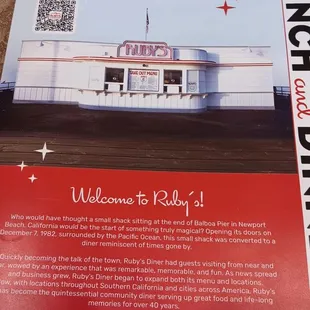 RUBY'S
TAKE OUT MENU
NCH and DINN
Welcome to Ruby's!
Who would have thought a small shack sitting at the end of Balboa Pier in Newport
Beach, California would be the start of something truly magical? Opening its doors on
December 7, 1982, surrounded by the Pacific Ocean, this small shack was converted to a
diner reminiscent of times gone by.
Quickly becoming the talk of the town, Ruby's Diner had guests visiting from near and
ar, wowed by an experience that was remarkable, memorable, and fun. As news spread
and business grew, Ruby's Diner began to expand both its menu and locations.
ow, with locations throughout Southern California and cities across America, Ruby's
as become the quintessential community diner serving up great food and life-long
memories for over 40 years.